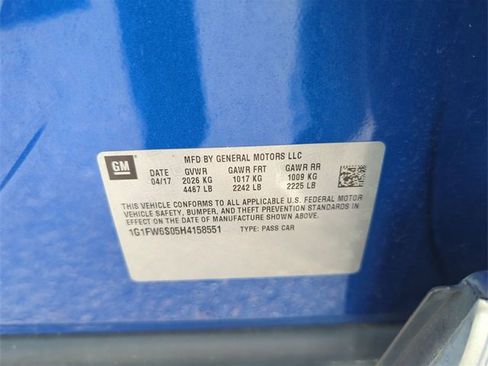 GM
MFD BY GENERAL MOTORS LLC
DATE GVWR GAWR FRT GAWR RR
04/17 2026 KG 1017 KG 1009 KG
4467 LB 2242 LB 2225 LB
THIS VEHICLE CONFORMS TO ALL APPLICABLE U.S. FEDERAL MOTOR
VEHICLE SAFETY, BUMPER, AND THEFT PREVENTION STANDARDS IN EFFECT
ON THE DATE OF MANUFACTURE SHOWN ABOVE.
1G1FW6S05H4158551 TYPE: PASS CAR